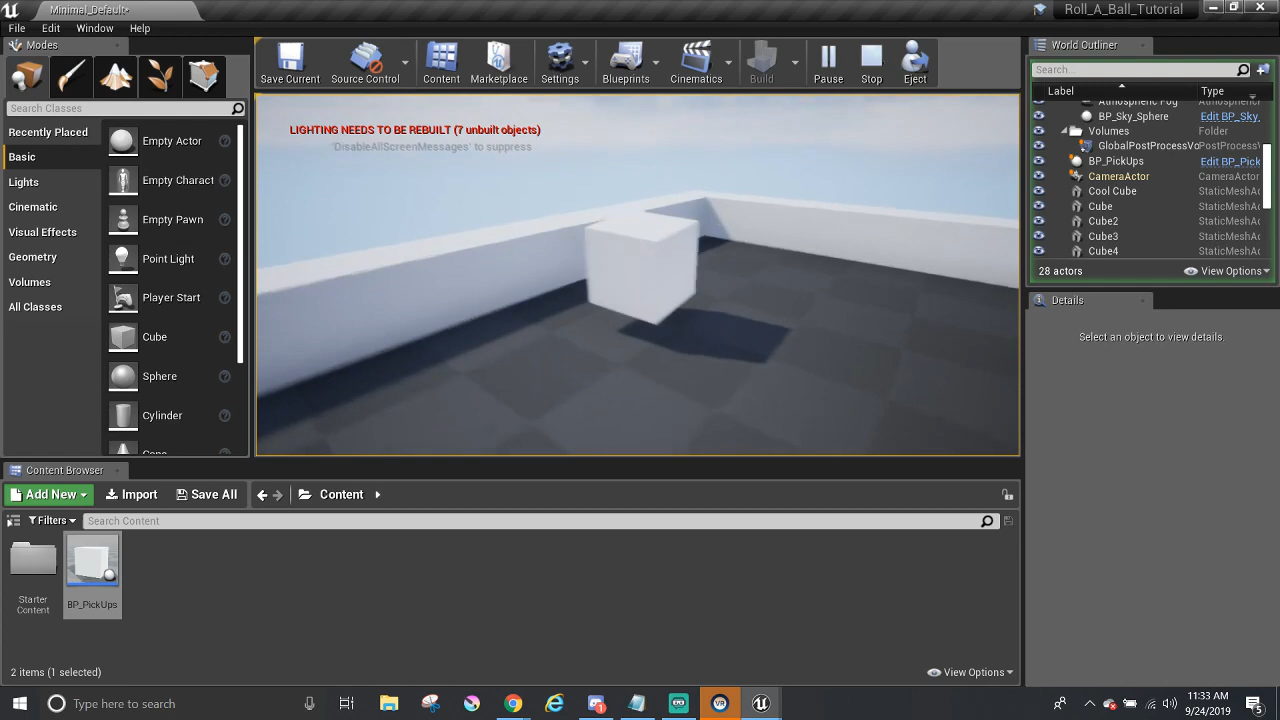 Minimal_Default*
Roll_A_Ball_Tutorial
File Edit Window Help
Modes
Search Classes
Recently Placed
Basic
Lights
Cinematic
Visual Effects
Geometry
Volumes
All Classes
Empty Actor
Empty Charact
Empty Pawn
Point Light
Player Start
Cube
Sphere
Cylinder
Save Current
Source Control
Content
Marketplace
Settings
Blueprints
Cinematics
Build
Pause
Stop
Eject
LIGHTING NEEDS TO BE REBUILT (7 unbuilt objects)
'DisableAllScreenMessages' to suppress
World Outliner
Search...
Label Type
Atmospheric Fog Atmospheric
BP_Sky_Sphere Edit BP_Sky_
Volumes Folder
GlobalPostProcessVo PostProcessV
BP_PickUps Edit BP_Pick
CameraActor CameraActor
Cool Cube StaticMeshAc
Cube StaticMeshAc
Cube2 StaticMeshAc
Cube3 StaticMeshAc
Cube4 StaticMeshAc
28 actors View Options
Details
Select an object to view details.
Content Browser
Add New Import Save All Content
Filters Search Content
Starter
Content
BP_PickUps
2 items (1 selected) View Options
Type here to search
VR
11:33 AM
9/24/2019